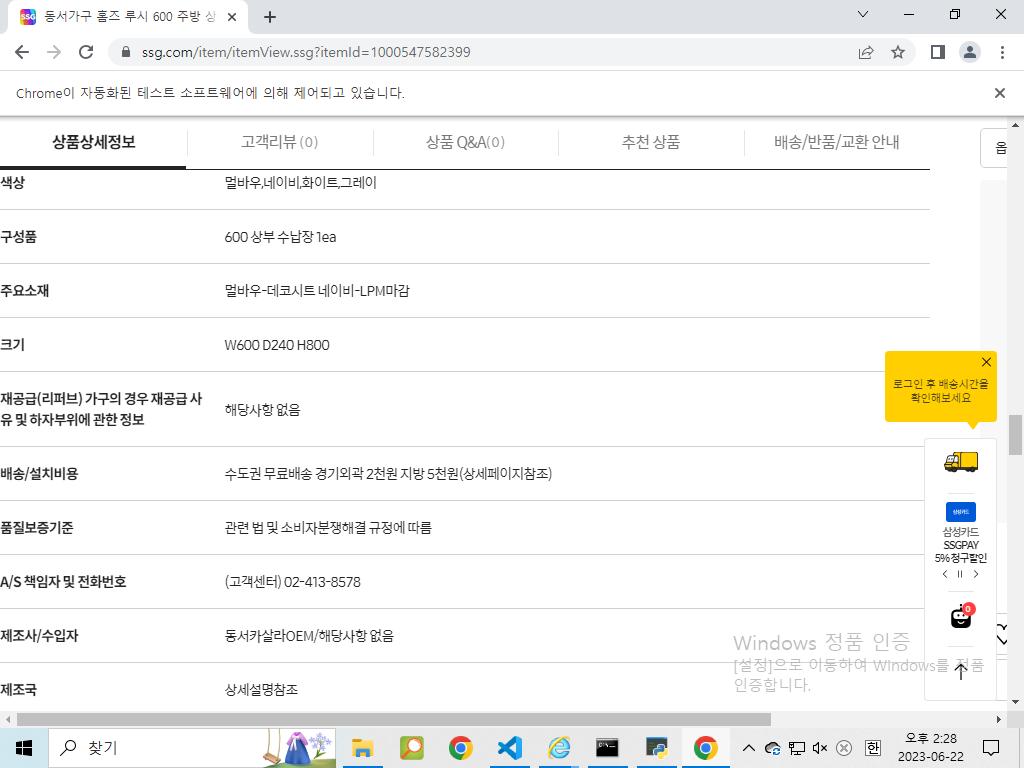 동서가구 홈즈 루시 600 주방 상
ssg.com/item/itemView.ssg?itemId=1000547582399
Chrome이 자동화된 테스트 소프트웨어에 의해 제어되고 있습니다.
상품상세정보
고객리뷰 (0)
상품 Q&A(0)
추천 상품
배송/반품/교환 안내
옵
색상 멀바우,네이비,화이트,그레이
구성품 600 상부 수납장 1ea
주요소재 멀바우-데코시트 네이비-LPM마감
크기 W600 D240 H800
재공급(리퍼브) 가구의 경우 재공급 사
유 및 하자부위에 관한 정보
해당사항 없음
배송/설치비용 수도권 무료배송 경기외곽 2천원 지방 5천원(상세페이지참조)
품질보증기준 관련 법 및 소비자분쟁해결 규정에 따름
A/S 책임자 및 전화번호 (고객센터) 02-413-8578
제조사/수입자 동서카살라OEM/해당사항 없음
제조국 상세설명참조
로그인 후 배송시간을
확인해보세요
삼성카드
삼성카드
SSGPAY
5% 청구할인
0
Windows 정품 인증
[설정]으로 이동하여 Windows를 정품
인증합니다.
찾기
한
오후 2:28
2023-06-22